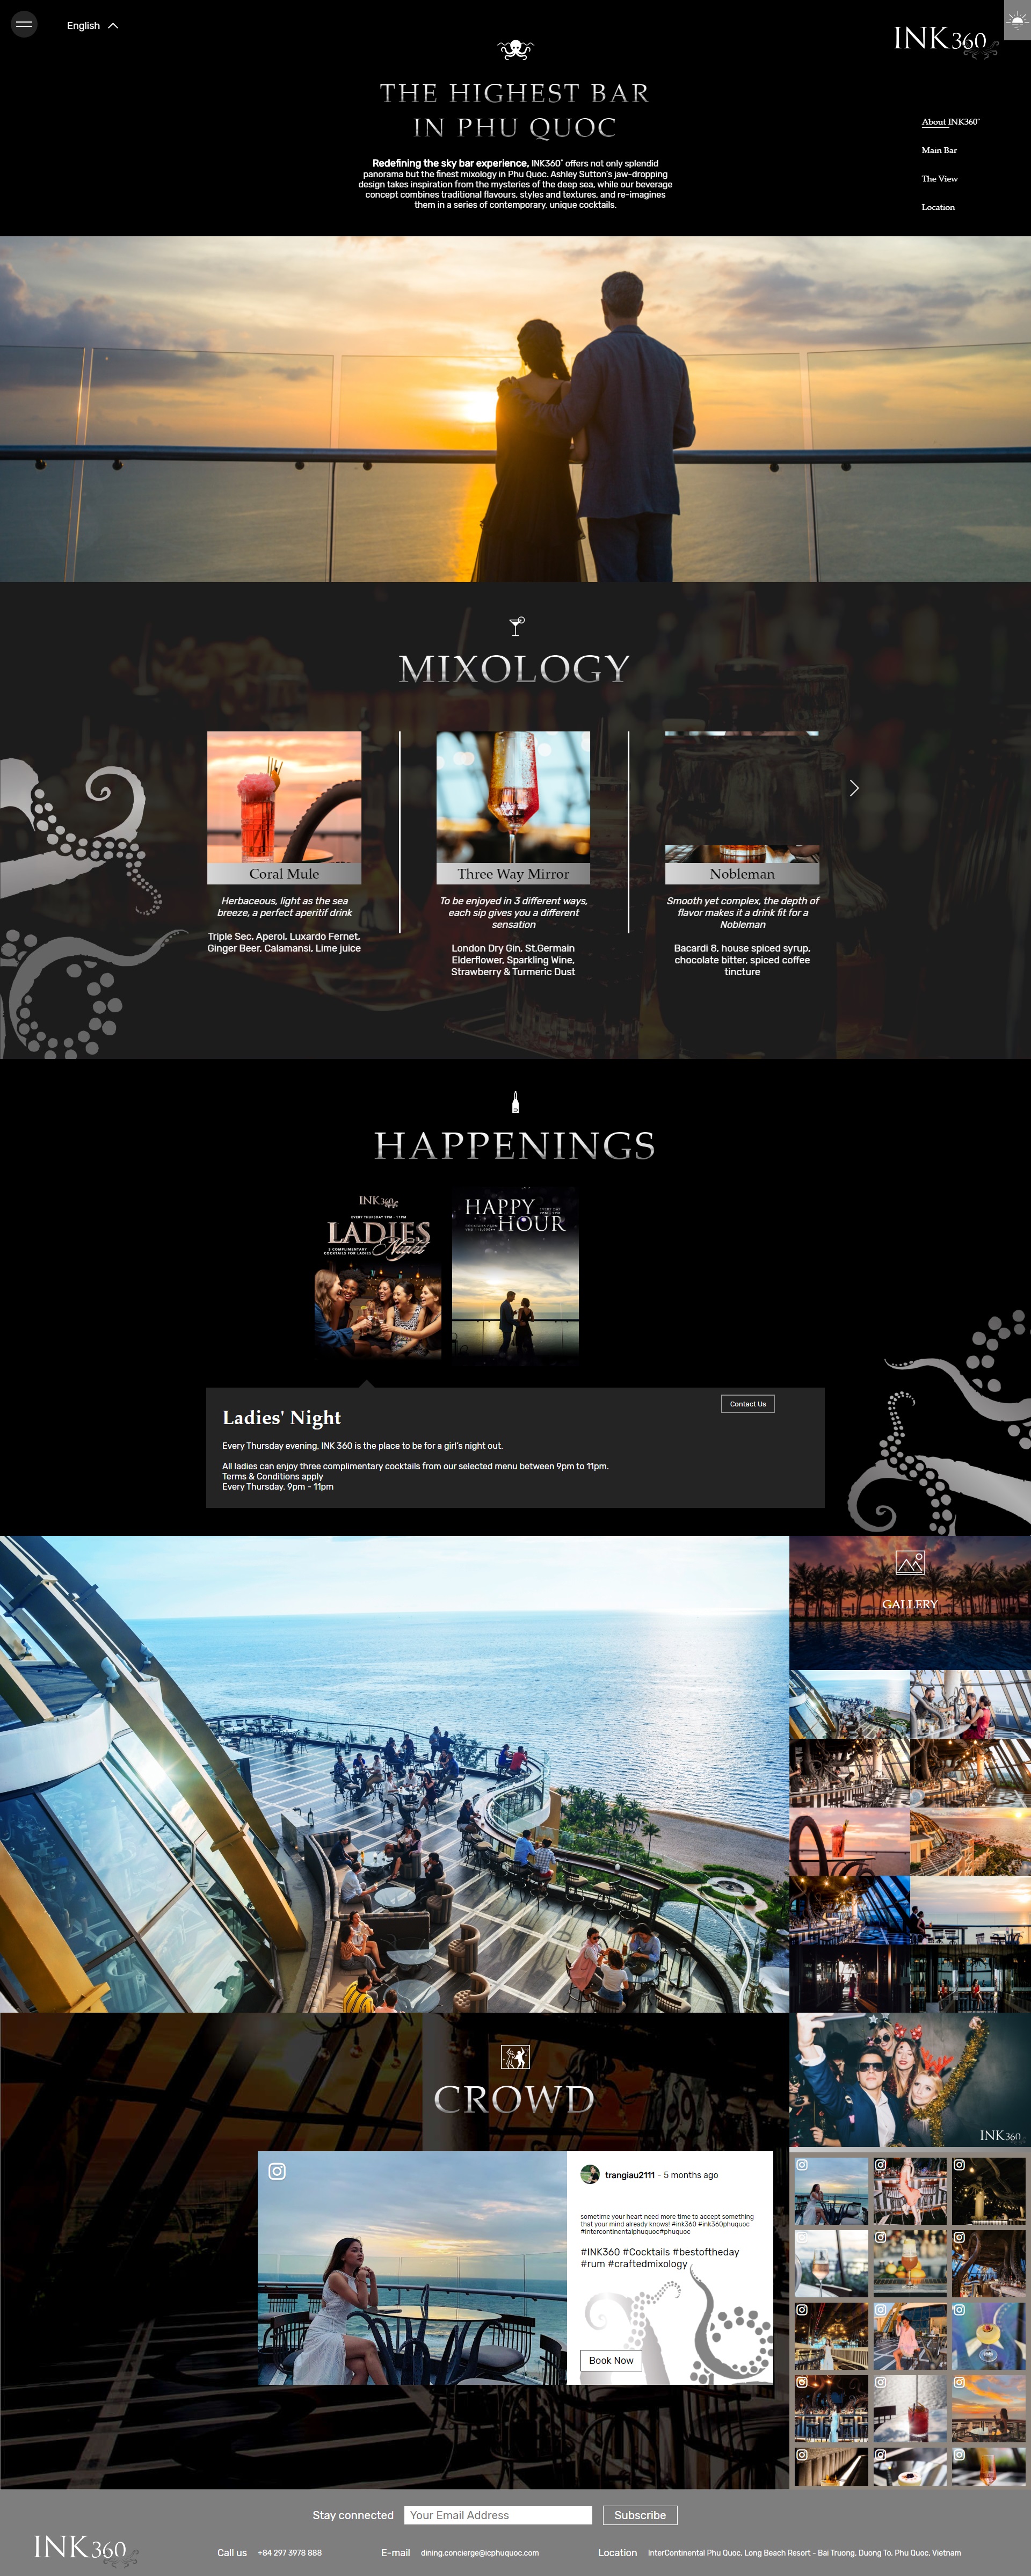 English
INK360
THE HIGHEST BAR
IN PHU QUOC
Redefining the sky bar experience, INK360° offers not only splendid
panorama but the finest mixology in Phu Quoc. Ashley Sutton's jaw-dropping
design takes inspiration from the mysteries of the deep sea, while our beverage
concept combines traditional flavours, styles and textures, and re-imagines
them in a series of contemporary, unique cocktails.
About INK360°
Main Bar
The View
Location
MIXOLOGY
Coral Mule
Herbaceous, light as the sea
breeze, a perfect aperitif drink
Triple Sec, Aperol, Luxardo Fernet,
Ginger Beer, Calamansi, Lime juice
Three Way Mirror
To be enjoyed in 3 different ways,
each sip gives you a different
sensation
London Dry Gin, St.Germain
Elderflower, Sparkling Wine,
Strawberry & Turmeric Dust
Nobleman
Smooth yet complex, the depth of
flavor makes it a drink fit for a
Nobleman
Bacardi 8, house spiced syrup,
chocolate bitter, spiced coffee
tincture
HAPPENINGS
INK360
EVERY THURSDAY 9PM - 11PM
LADIES
Night
3 COMPLIMENTARY
COCKTAILS FOR LADIES
HAPPY
HOUR
Ladies' Night
Contact Us
Every Thursday evening, INK 360 is the place to be for a girl's night out.
All ladies can enjoy three complimentary cocktails from our selected menu between 9pm to 11pm.
Terms & Conditions apply
Every Thursday, 9pm - 11pm
GALLERY
CROWD
INK360
trangiau2111 - 5 months ago
sometime your heart need more time to accept something
that your mind already knows! #ink360 #ink360phuquoc
#intercontinentalphuquoc#phuquoc
#INK360 #Cocktails #bestoftheday
#rum #craftedmixology
Book Now
Stay connected
Your Email Address
Subscribe
INK360
Call us +84 297 3978 888
E-mail dining.concierge@icphuquoc.com
Location InterContinental Phu Quoc, Long Beach Resort - Bai Truong, Duong To, Phu Quoc, Vietnam